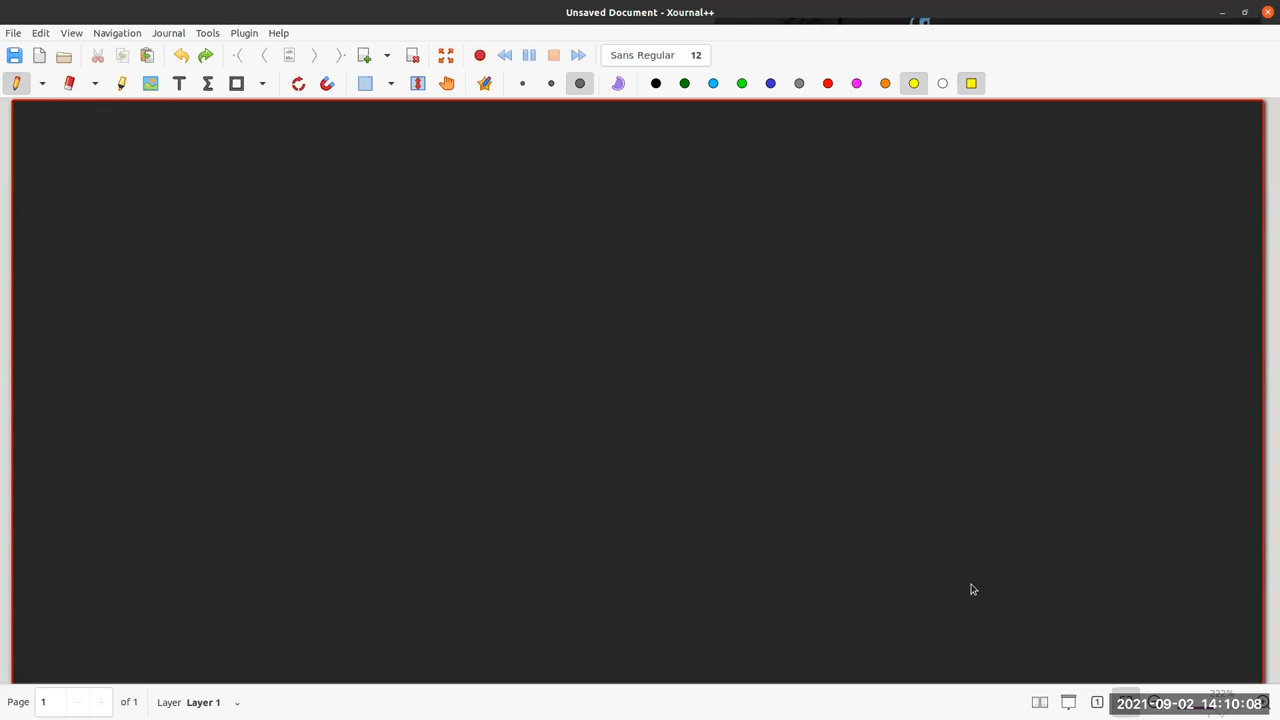 Unsaved Document - Xournal++
File Edit View Navigation Journal Tools Plugin Help
Sans Regular 12
Page 1 of 1 Layer Layer 1
2021-09-02 14:10:08